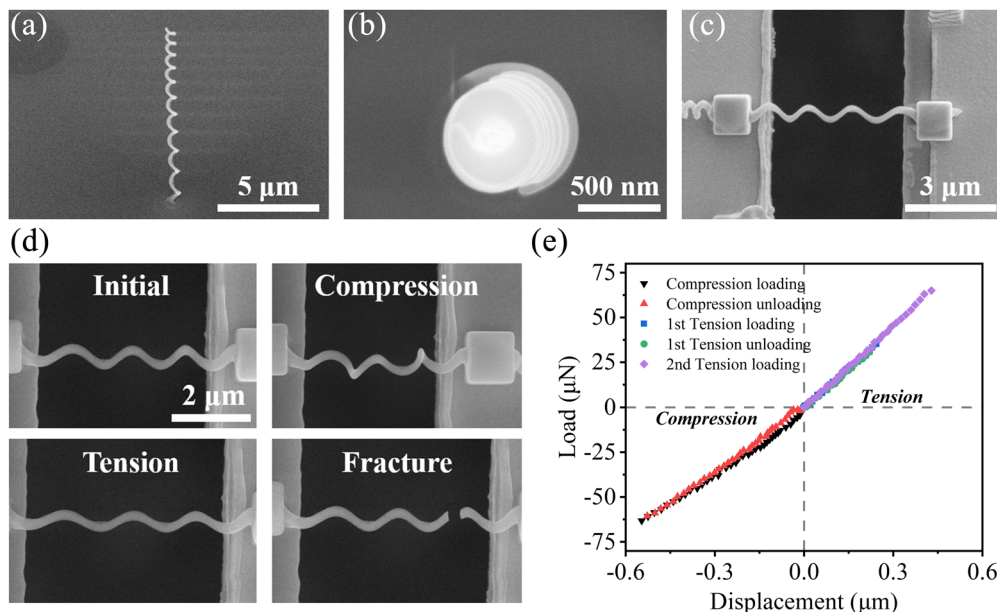 (a)
5 μm
(b)
500 nm
(c)
3 μm
(d)
Initial
2 μm
Compression
Tension
Fracture
(e)
75
50
25
0
-25
-50
-75
Load (μN)
Compression loading
Compression unloading
1st Tension loading
1st Tension unloading
2nd Tension loading
Compression
Tension
-0.6
-0.3
0.0
0.3
0.6
Displacement (μm)